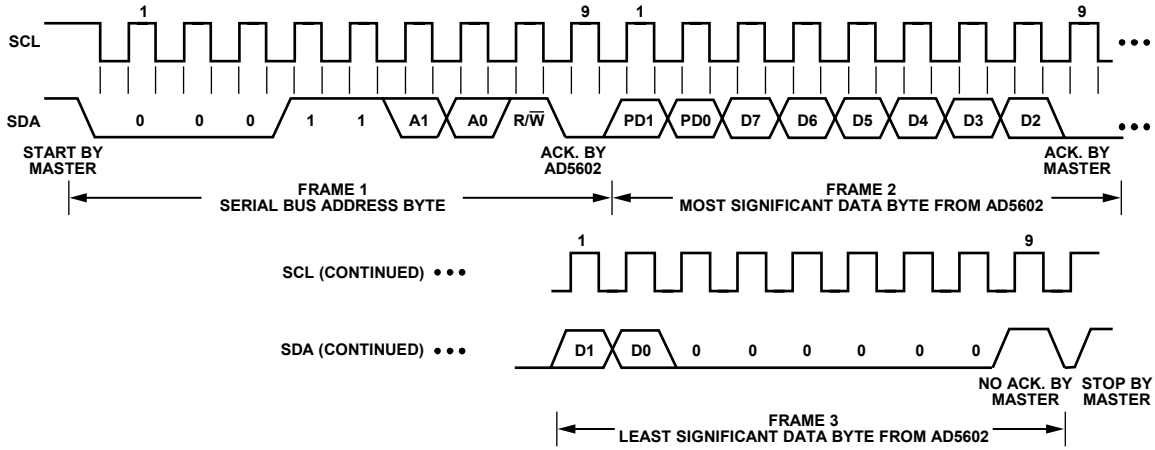 1 9 1 9
SCL
SDA 0 0 0 1 1 A1 A0 R/W̅ PD1 PD0 D7 D6 D5 D4 D3 D2
START BY
MASTER
ACK. BY
AD5602
ACK. BY
MASTER
FRAME 1
SERIAL BUS ADDRESS BYTE
FRAME 2
MOST SIGNIFICANT DATA BYTE FROM AD5602
1 9
SCL (CONTINUED)
SDA (CONTINUED) D1 D0 0 0 0 0 0 0
NO ACK. BY
MASTER
STOP BY
MASTER
FRAME 3
LEAST SIGNIFICANT DATA BYTE FROM AD5602